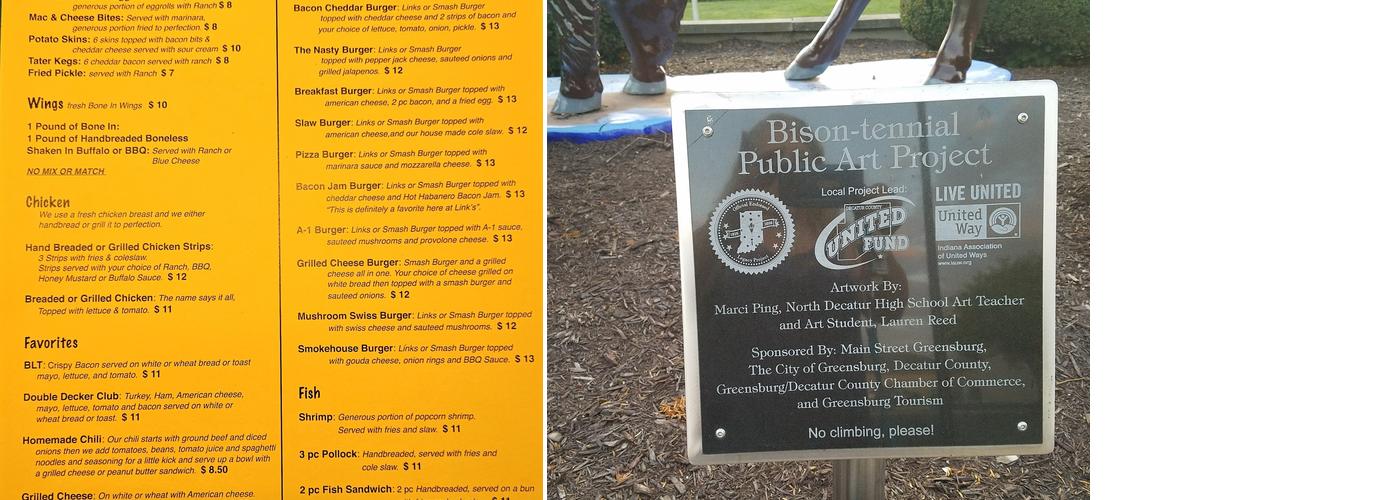 generous portion of eggrolls with Ranch $ 8
Mac & Cheese Bites: Served with marinara,
generous portion fried to perfection. $ 8
Potato Skins: 6 skins topped with bacon bits &
cheddar cheese served with sour cream $ 10
Tater Kegs: 6 cheddar bacon served with ranch $ 8
Fried Pickle: served with Ranch $ 7
Wings fresh Bone In Wings $ 10
1 Pound of Bone In:
1 Pound of Handbreaded Boneless
Shaken In Buffalo or BBQ: Served with Ranch or
Blue Cheese
NO MIX OR MATCH
Chicken
We use a fresh chicken breast and we either
handbread or grill it to perfection.
Hand Breaded or Grilled Chicken Strips:
3 Strips with fries & coleslaw.
Strips served with your choice of Ranch, BBQ,
Honey Mustard or Buffalo Sauce. $ 12
Breaded or Grilled Chicken: The name says it all,
Topped with lettuce & tomato. $ 11
Favorites
BLT: Crispy Bacon served on white or wheat bread or toast
mayo, lettuce, and tomato. $ 11
Double Decker Club: Turkey, Ham, American cheese,
mayo, lettuce, tomato and bacon served on white or
wheat bread or toast. $ 11
Homemade Chili: Our chili starts with ground beef and diced
onions then we add tomatoes, beans, tomato juice and spaghetti
noodles and seasoning for a little kick and serve up a bowl with
a grilled cheese or peanut butter sandwich. $ 8.50
Grilled Cheese: On white or wheat with American cheese.
Bacon Cheddar Burger: Links or Smash Burger
topped with cheddar cheese and 2 strips of bacon and
your choice of lettuce, tomato, onion, pickle. $ 13
The Nasty Burger: Links or Smash Burger
topped with pepper jack cheese, sauteed onions and
grilled jalapenos. $ 12
Breakfast Burger: Links or Smash Burger topped with
american cheese, 2 pc bacon, and a fried egg. $ 13
Slaw Burger: Links or Smash Burger topped with
american cheese,and our house made cole slaw. $ 12
Pizza Burger: Links or Smash Burger topped with
marinara sauce and mozzarella cheese. $ 13
Bacon Jam Burger: Links or Smash Burger topped with
cheddar cheese and Hot Habanero Bacon Jam. $ 13
"This is definitely a favorite here at Link's".
A-1 Burger: Links or Smash Burger topped with A-1 sauce,
sauteed mushrooms and provolone cheese. $ 13
Grilled Cheese Burger: Smash Burger and a grilled
cheese all in one. Your choice of cheese grilled on
white bread then topped with a smash burger and
sauteed onions. $ 12
Mushroom Swiss Burger: Links or Smash Burger topped
with swiss cheese and sauteed mushrooms. $ 12
Smokehouse Burger: Links or Smash Burger topped
with gouda cheese, onion rings and BBQ Sauce. $ 13
Fish
Shrimp: Generous portion of popcorn shrimp.
Served with fries and slaw. $ 11
3 pc Pollock: Handbreaded, served with fries and
cole slaw. $ 11
2 pc Fish Sandwich: 2 pc Handbreaded, served on a bun
Bison-tennial
Public Art Project
Local Project Lead:
Official Endorsed
Legacy Project
DECATUR COUNTY
UNITED
FUND
LIVE UNITED
United
Way
Indiana Association
of United Ways
www.iauw.org
Artwork By:
Marci Ping, North Decatur High School Art Teacher
and Art Student, Lauren Reed
Sponsored By: Main Street Greensburg,
The City of Greensburg, Decatur County,
Greensburg/Decatur County Chamber of Commerce,
and Greensburg Tourism
No climbing, please!